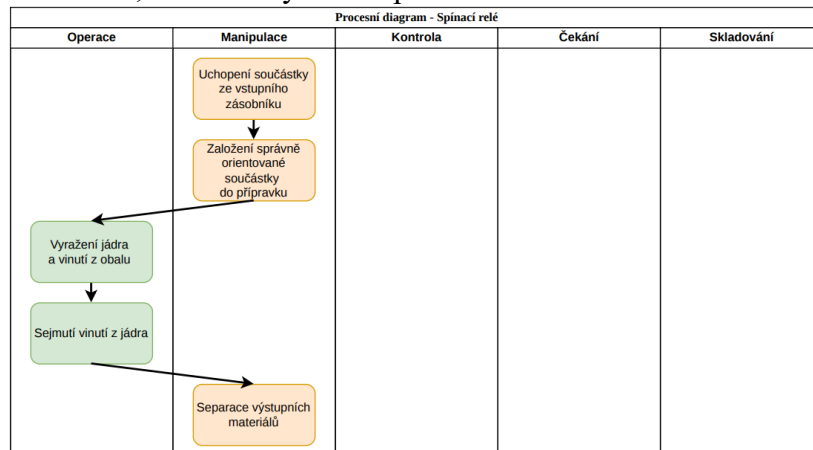 Procesní diagram - Spínací relé
Operace Manipulace Kontrola Čekání Skladování
Uchopení součástky
ze vstupního
zásobníku
Založení správně
orientované
součástky
do přípravku
Vyražení jádra
a vinutí z obalu
Sejmutí vinutí z jádra
Separace výstupních
materiálů